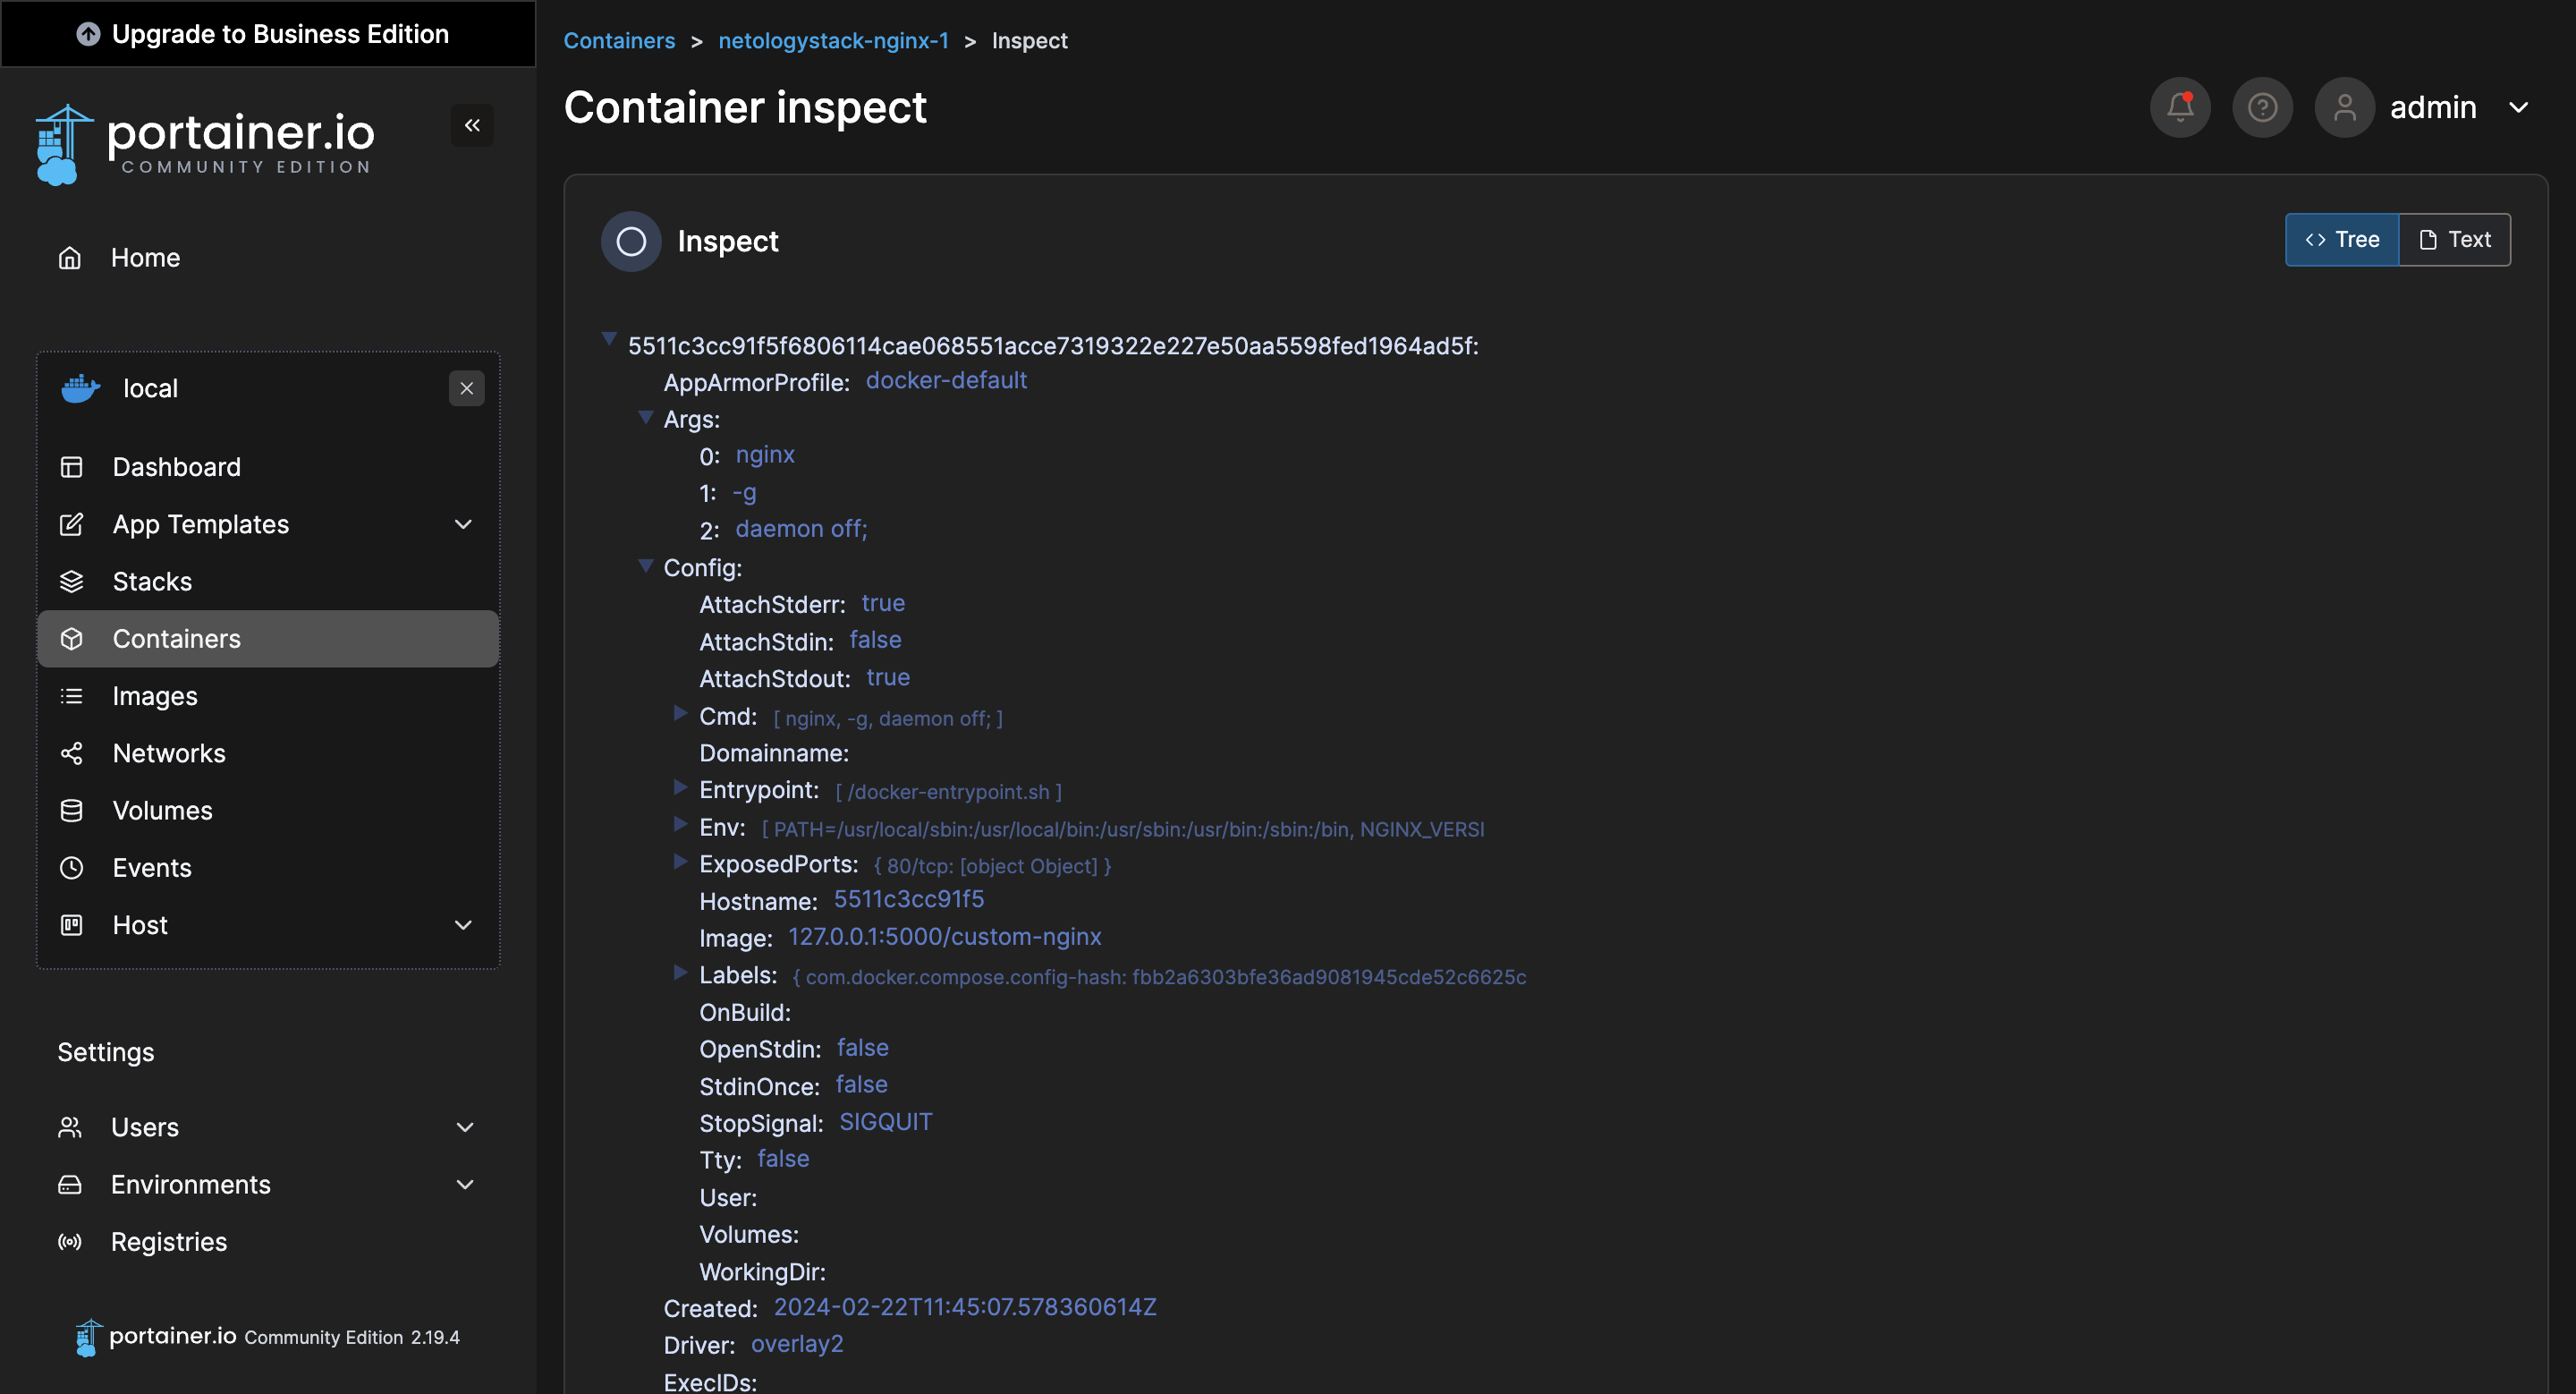 Upgrade to Business Edition
portainer.io
COMMUNITY EDITION
Home
local
Dashboard
App Templates
Stacks
Containers
Images
Networks
Volumes
Events
Host
Settings
Users
Environments
Registries
portainer.io Community Edition 2.19.4
Containers > netologystack-nginx-1 > Inspect
Container inspect
admin
Inspect
Tree
Text
5511c3cc91f5f6806114cae068551acce7319322e227e50aa5598fed1964ad5f:
AppArmorProfile: docker-default
Args:
0: nginx
1: -g
2: daemon off;
Config:
AttachStderr: true
AttachStdin: false
AttachStdout: true
Cmd: [ nginx, -g, daemon off; ]
Domainname:
Entrypoint: [ /docker-entrypoint.sh ]
Env: [ PATH=/usr/local/sbin:/usr/local/bin:/usr/sbin:/usr/bin:/sbin:/bin, NGINX_VERSI
ExposedPorts: { 80/tcp: [object Object] }
Hostname: 5511c3cc91f5
Image: 127.0.0.1:5000/custom-nginx
Labels: { com.docker.compose.config-hash: fbb2a6303bfe36ad9081945cde52c6625c
OnBuild:
OpenStdin: false
StdinOnce: false
StopSignal: SIGQUIT
Tty: false
User:
Volumes:
WorkingDir:
Created: 2024-02-22T11:45:07.578360614Z
Driver: overlay2
ExecIDs: